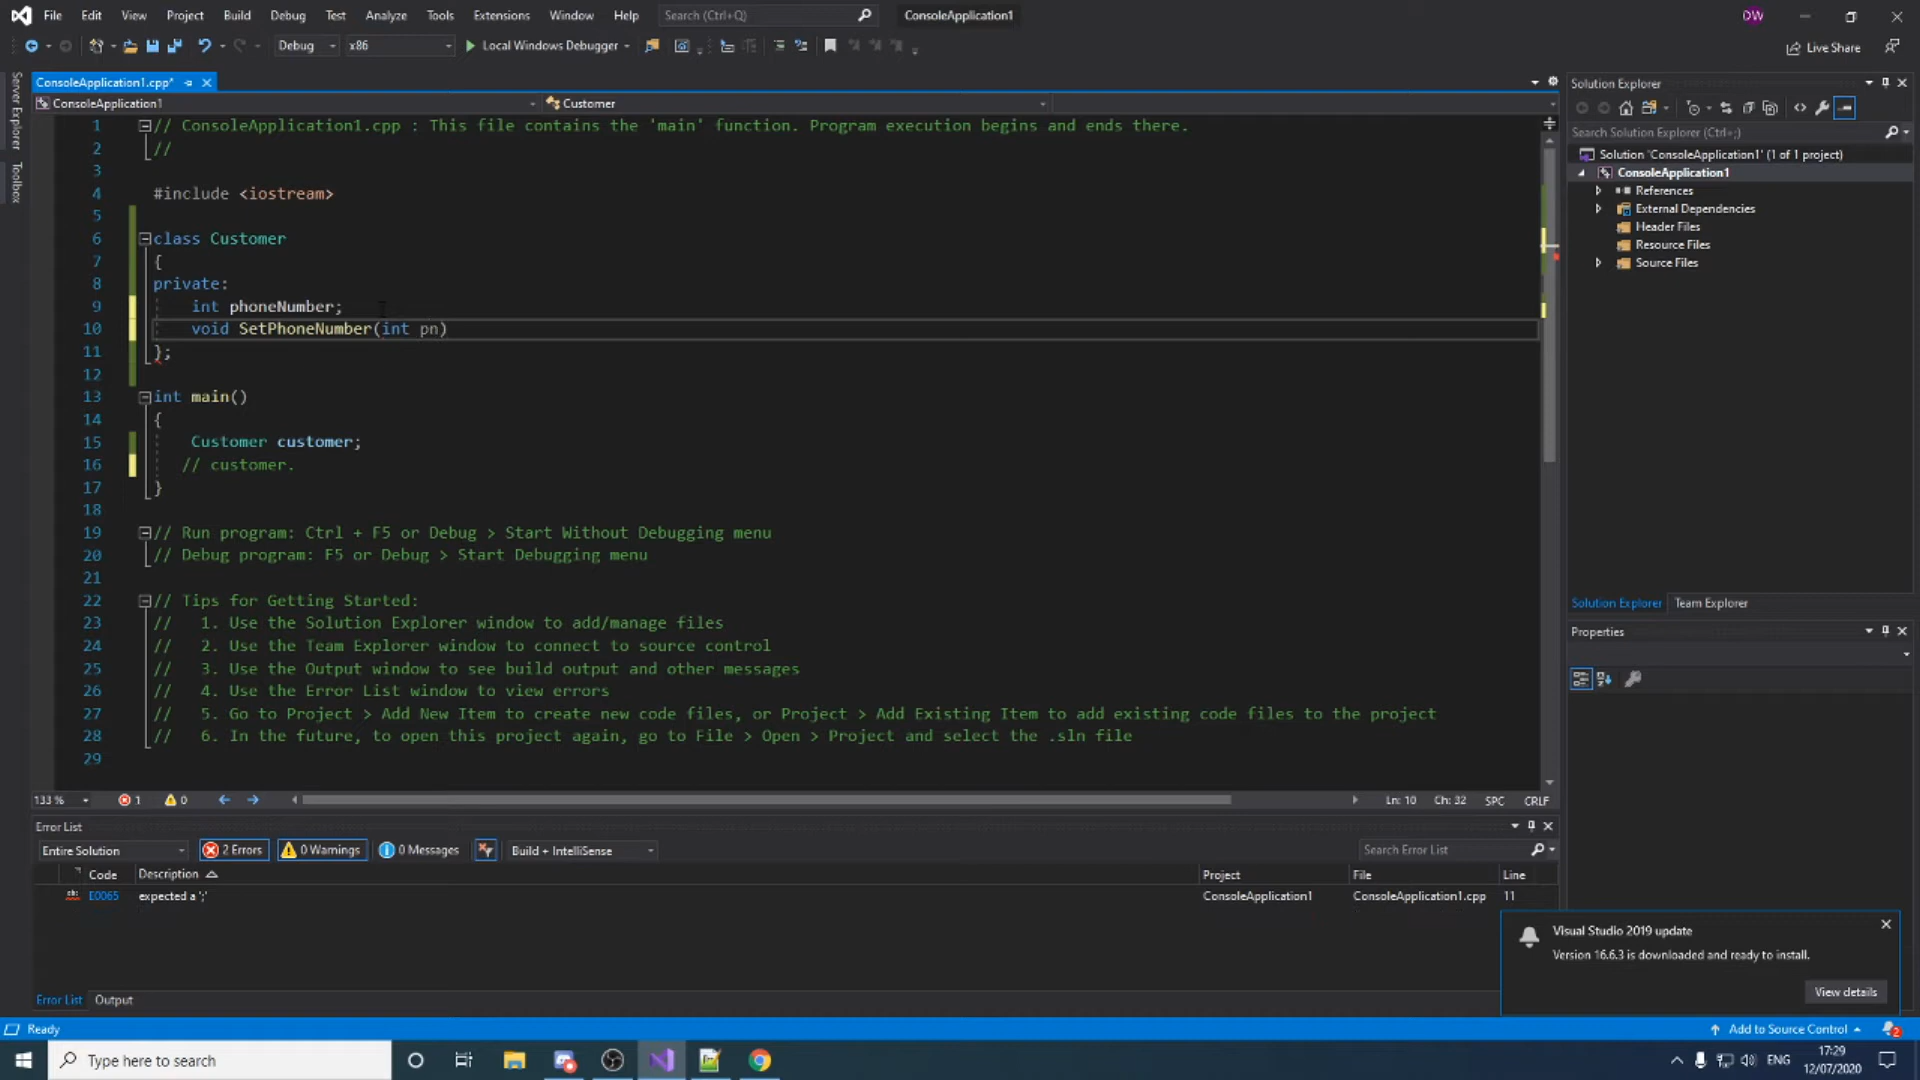 File Edit View Project Build Debug Test Analyze Tools Extensions Window Help Search (Ctrl+Q) ConsoleApplication1 DW
Debug x86 Local Windows Debugger Live Share
Server Explorer
Toolbox
ConsoleApplication1.cpp*
ConsoleApplication1 Customer
1 // ConsoleApplication1.cpp : This file contains the 'main' function. Program execution begins and ends there.
2 //
3
4 #include <iostream>
5
6 class Customer
7 {
8 private:
9 int phoneNumber;
10 void SetPhoneNumber(int pn)
11 };
12
13 int main()
14 {
15 Customer customer;
16 // customer.
17 }
18
19 // Run program: Ctrl + F5 or Debug > Start Without Debugging menu
20 // Debug program: F5 or Debug > Start Debugging menu
21
22 // Tips for Getting Started:
23 // 1. Use the Solution Explorer window to add/manage files
24 // 2. Use the Team Explorer window to connect to source control
25 // 3. Use the Output window to see build output and other messages
26 // 4. Use the Error List window to view errors
27 // 5. Go to Project > Add New Item to create new code files, or Project > Add Existing Item to add existing code files to the project
28 // 6. In the future, to open this project again, go to File > Open > Project and select the .sln file
29
133 % 1 0 Ln: 10 Ch: 32 SPC CRLF
Solution Explorer
Search Solution Explorer (Ctrl+;)
Solution 'ConsoleApplication1' (1 of 1 project)
ConsoleApplication1
References
External Dependencies
Header Files
Resource Files
Source Files
Solution Explorer Team Explorer
Properties
Error List
Entire Solution 2 Errors 0 Warnings 0 Messages Build + IntelliSense Search Error List
Code Description Project File Line
abc E0065 expected a ';' ConsoleApplication1 ConsoleApplication1.cpp 11
Visual Studio 2019 update
Version 16.6.3 is downloaded and ready to install.
View details
Error List Output
Ready Add to Source Control 2
Type here to search ENG 17:29
12/07/2020